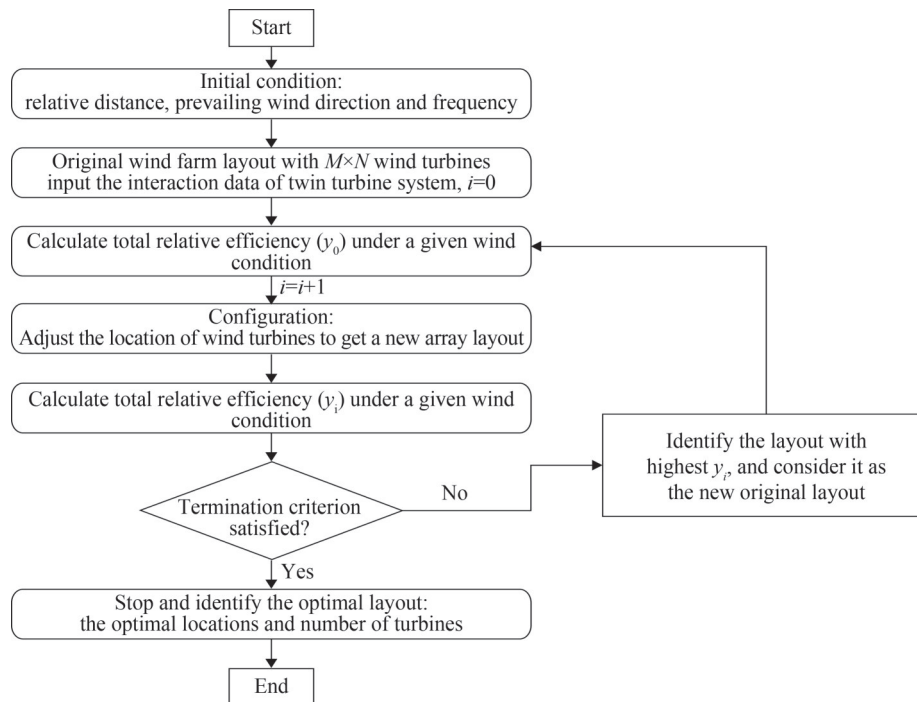 Start
Initial condition:
relative distance, prevailing wind direction and frequency
Original wind farm layout with M×N wind turbines
input the interaction data of twin turbine system, i=0
Calculate total relative efficiency (y₀) under a given wind
condition
i=i+1
Configuration:
Adjust the location of wind turbines to get a new array layout
Calculate total relative efficiency (yᵢ) under a given wind
condition
Termination criterion
satisfied?
No
Identify the layout with
highest yᵢ, and consider it as
the new original layout
Yes
Stop and identify the optimal layout:
the optimal locations and number of turbines
End